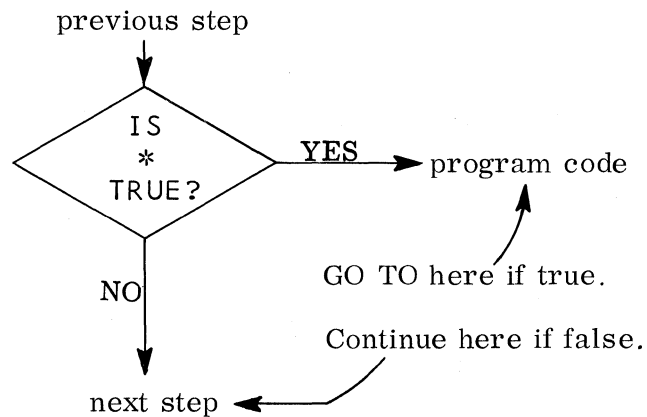 previous step
IS
*
TRUE?
YES
program code
GO TO here if true.
NO
Continue here if false.
next step